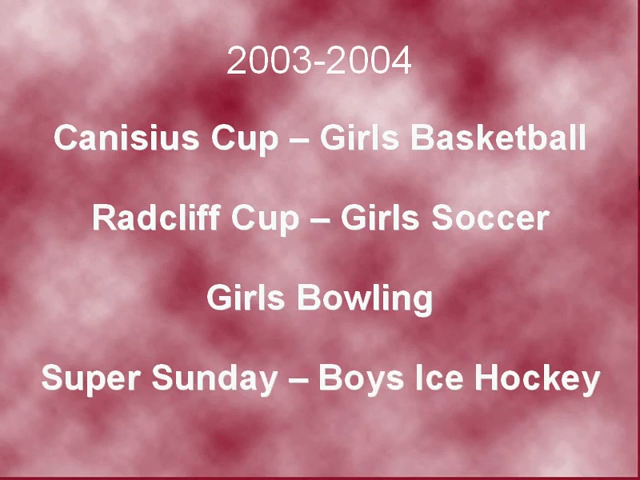 2003-2004
Canisius Cup – Girls Basketball
Radcliff Cup – Girls Soccer
Girls Bowling
Super Sunday – Boys Ice Hockey